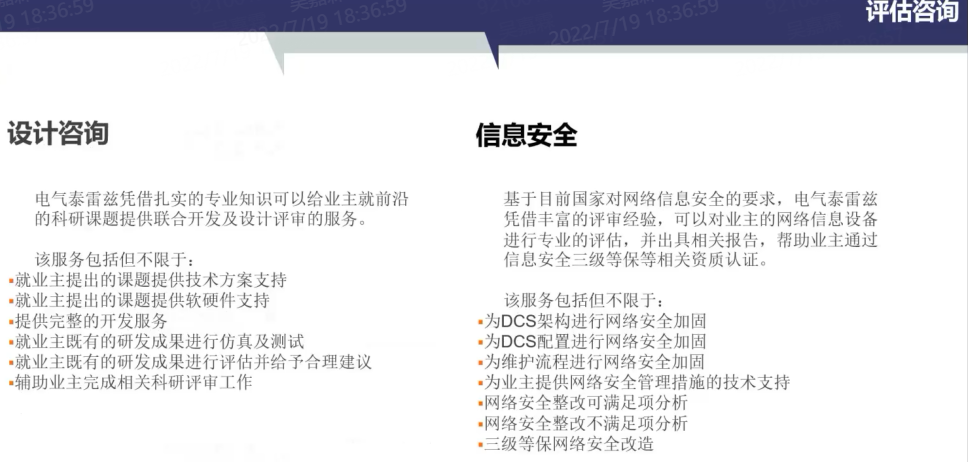 2022/7/19 18:36:59
评估咨询
设计咨询
电气泰雷兹凭借扎实的专业知识可以给业主就前沿
的科研课题提供联合开发及设计评审的服务。
该服务包括但不限于：
▪就业主提出的课题提供技术方案支持
▪就业主提出的课题提供软硬件支持
▪提供完整的开发服务
▪就业主既有的研发成果进行仿真及测试
▪就业主既有的研发成果进行评估并给予合理建议
▪辅助业主完成相关科研评审工作
信息安全
基于目前国家对网络信息安全的要求，电气泰雷兹
凭借丰富的评审经验，可以对业主的网络信息设备
进行专业的评估，并出具相关报告，帮助业主通过
信息安全三级等保等相关资质认证。
该服务包括但不限于：
▪为DCS架构进行网络安全加固
▪为DCS配置进行网络安全加固
▪为维护流程进行网络安全加固
▪为业主提供网络安全管理措施的技术支持
▪网络安全整改可满足项分析
▪网络安全整改不满足项分析
▪三级等保网络安全改造